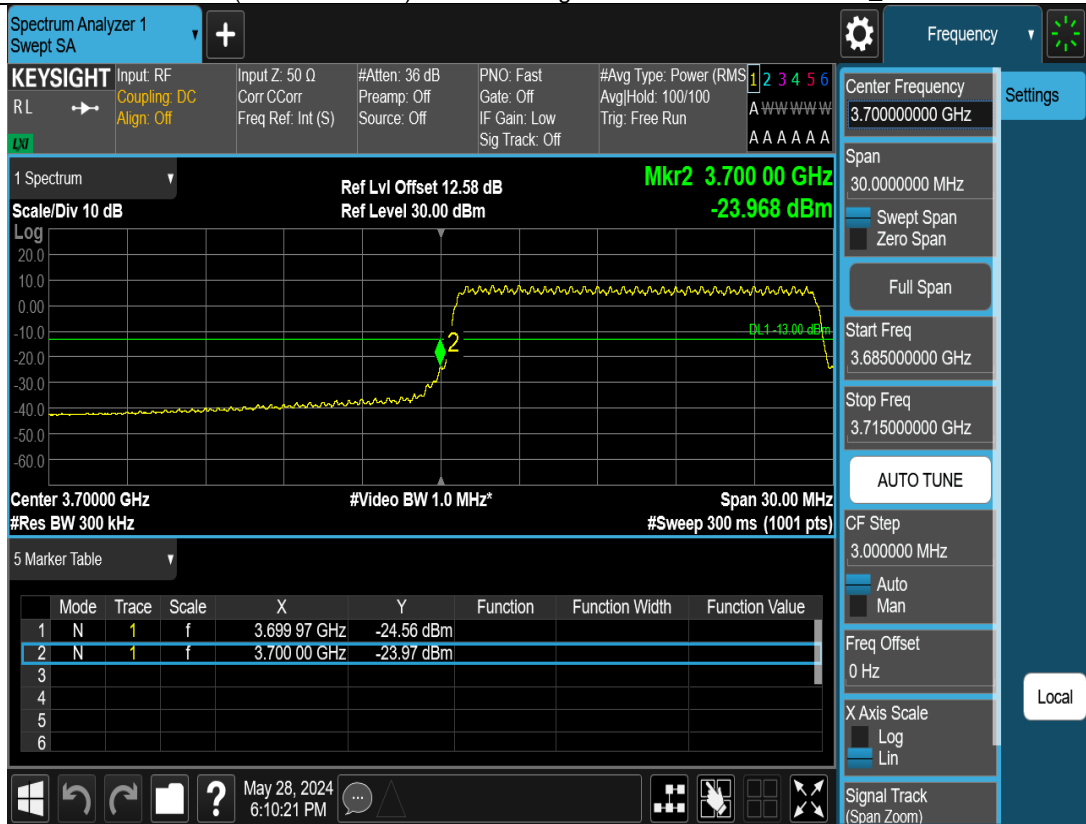 Spectrum Analyzer 1
Swept SA
+
Frequency
KEYSIGHT
RL
LXI
Input: RF
Coupling: DC
Align: Off
Input Z: 50 Ω
Corr CCorr
Freq Ref: Int (S)
#Atten: 36 dB
Preamp: Off
Source: Off
PNO: Fast
Gate: Off
IF Gain: Low
Sig Track: Off
#Avg Type: Power (RMS
Avg|Hold: 100/100
Trig: Free Run
1 2 3 4 5 6
A W W W W W
A A A A A A
1 Spectrum
Scale/Div 10 dB
Ref Lvl Offset 12.58 dB
Ref Level 30.00 dBm
Mkr2 3.700 00 GHz
-23.968 dBm
Log
20.0
10.0
0.00
-10.0
-20.0
-30.0
-40.0
-50.0
-60.0
2
DL1 -13.00 dBm
Center 3.70000 GHz
#Res BW 300 kHz
#Video BW 1.0 MHz*
Span 30.00 MHz
#Sweep 300 ms (1001 pts)
5 Marker Table
Mode Trace Scale X Y Function Function Width Function Value
1 N 1 f 3.699 97 GHz -24.56 dBm
2 N 1 f 3.700 00 GHz -23.97 dBm
3
4
5
6
May 28, 2024
6:10:21 PM
Center Frequency
3.700000000 GHz
Settings
Span
30.0000000 MHz
Swept Span
Zero Span
Full Span
Start Freq
3.685000000 GHz
Stop Freq
3.715000000 GHz
AUTO TUNE
CF Step
3.000000 MHz
Auto
Man
Freq Offset
0 Hz
Local
X Axis Scale
Log
Lin
Signal Track
(Span Zoom)